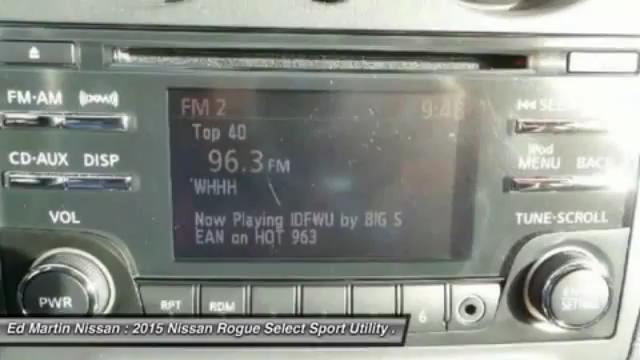 FM 2 9:46
Top 40
96.3 FM
WHHH
Now Playing IDFWU by BIG S
EAN on HOT 963
FM·AM
CD·AUX DISP
VOL
PWR
RPT RDM
6
iPod
MENU BACK
TUNE·SCROLL
Ed Martin Nissan : 2015 Nissan Rogue Select Sport Utility .